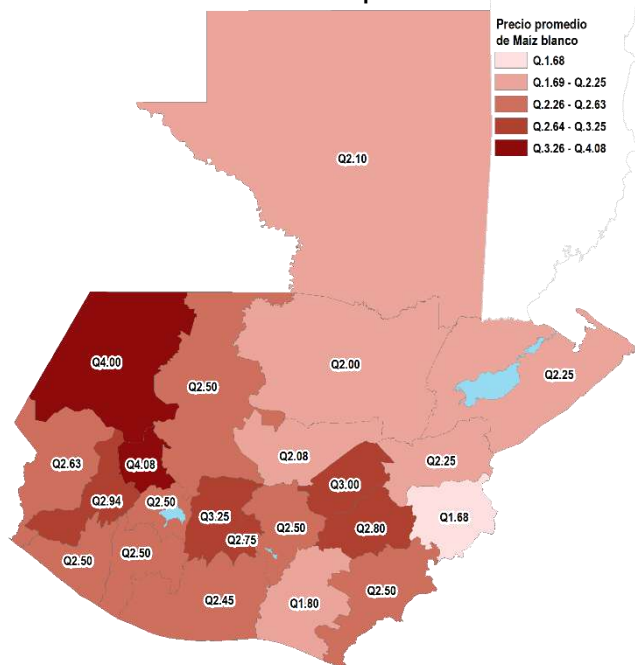 Precio promedio
de Maíz blanco
Q.1.68
Q.1.69 - Q.2.25
Q.2.26 - Q.2.63
Q.2.64 - Q.3.25
Q.3.26 - Q.4.08
Q2.10
Q4.00
Q2.50
Q2.00
Q2.25
Q2.63
Q4.08
Q2.08
Q2.25
Q2.94
Q2.50
Q3.25
Q3.00
Q1.68
Q2.50
Q2.80
Q2.75
Q2.50
Q2.50
Q2.45
Q1.80
Q2.50